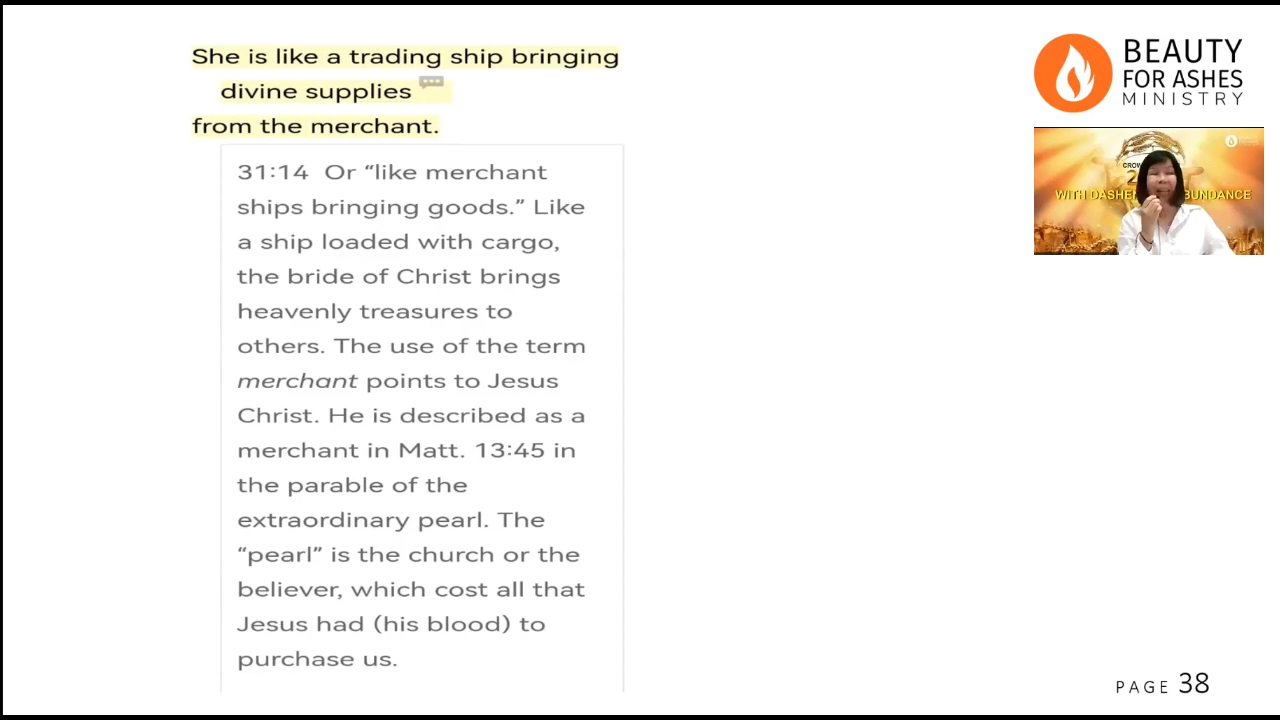 She is like a trading ship bringing
divine supplies
from the merchant.
31:14 Or “like merchant
ships bringing goods.” Like
a ship loaded with cargo,
the bride of Christ brings
heavenly treasures to
others. The use of the term
merchant points to Jesus
Christ. He is described as a
merchant in Matt. 13:45 in
the parable of the
extraordinary pearl. The
“pearl” is the church or the
believer, which cost all that
Jesus had (his blood) to
purchase us.
BEAUTY
FOR ASHES
MINISTRY
WITH
PAGE 38